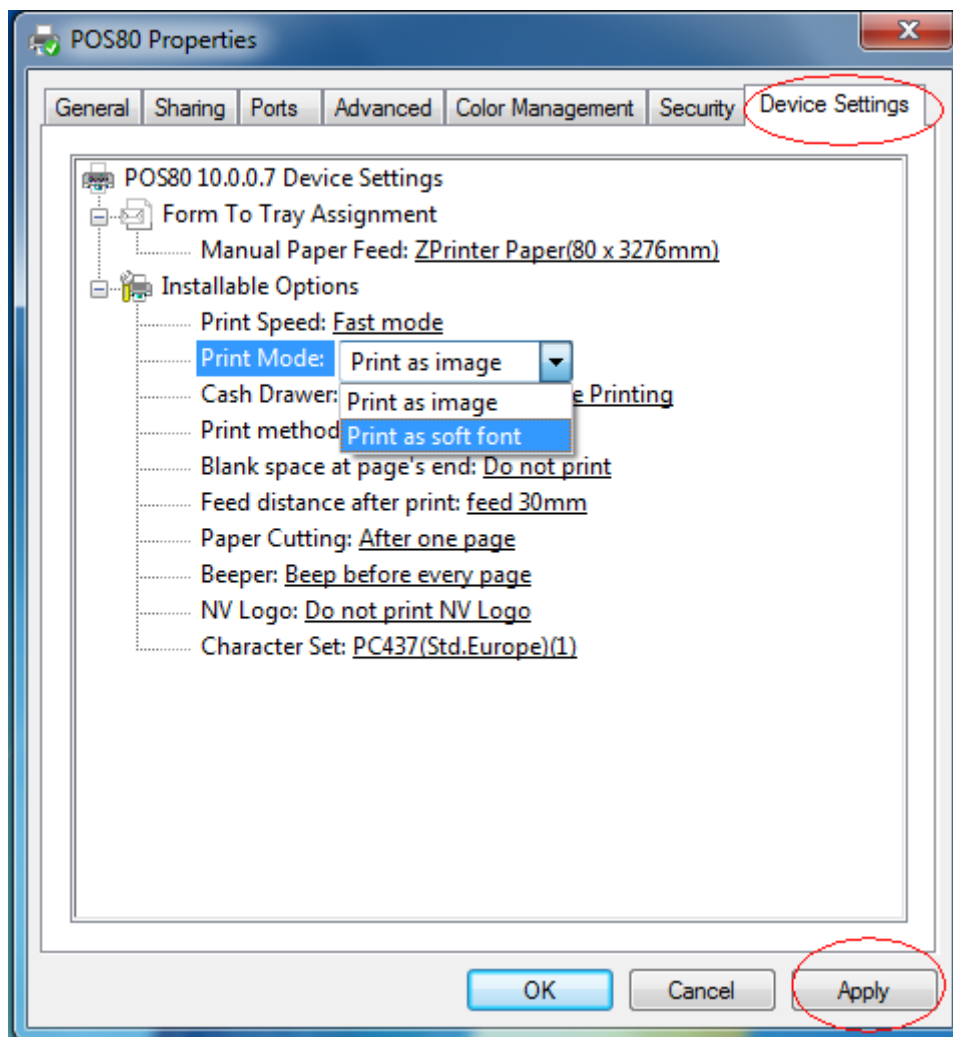 POS80 Properties
General Sharing Ports Advanced Color Management Security Device Settings
POS80 10.0.0.7 Device Settings
Form To Tray Assignment
Manual Paper Feed: ZPrinter Paper(80 x 3276mm)
Installable Options
Print Speed: Fast mode
Print Mode: Print as image
Cash Drawer: Print as image e Printing
Print method Print as soft font
Blank space at page's end: Do not print
Feed distance after print: feed 30mm
Paper Cutting: After one page
Beeper: Beep before every page
NV Logo: Do not print NV Logo
Character Set: PC437(Std.Europe)(1)
OK Cancel Apply